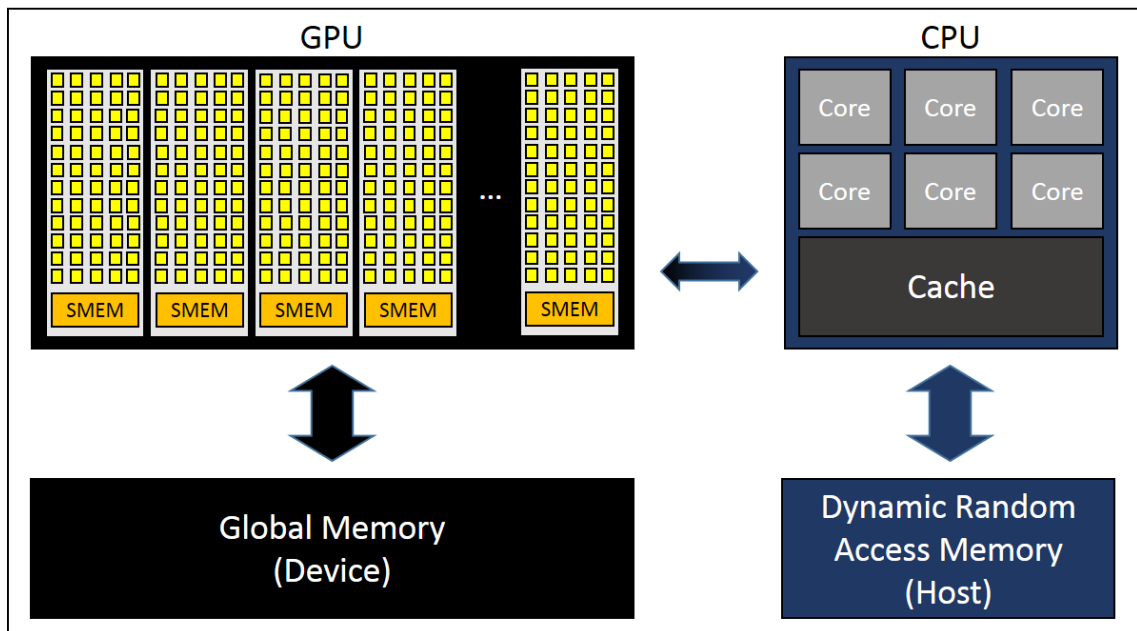 GPU
CPU
Core Core Core
Core Core Core
...
Cache
SMEM SMEM SMEM SMEM SMEM
Global Memory
(Device)
Dynamic Random
Access Memory
(Host)